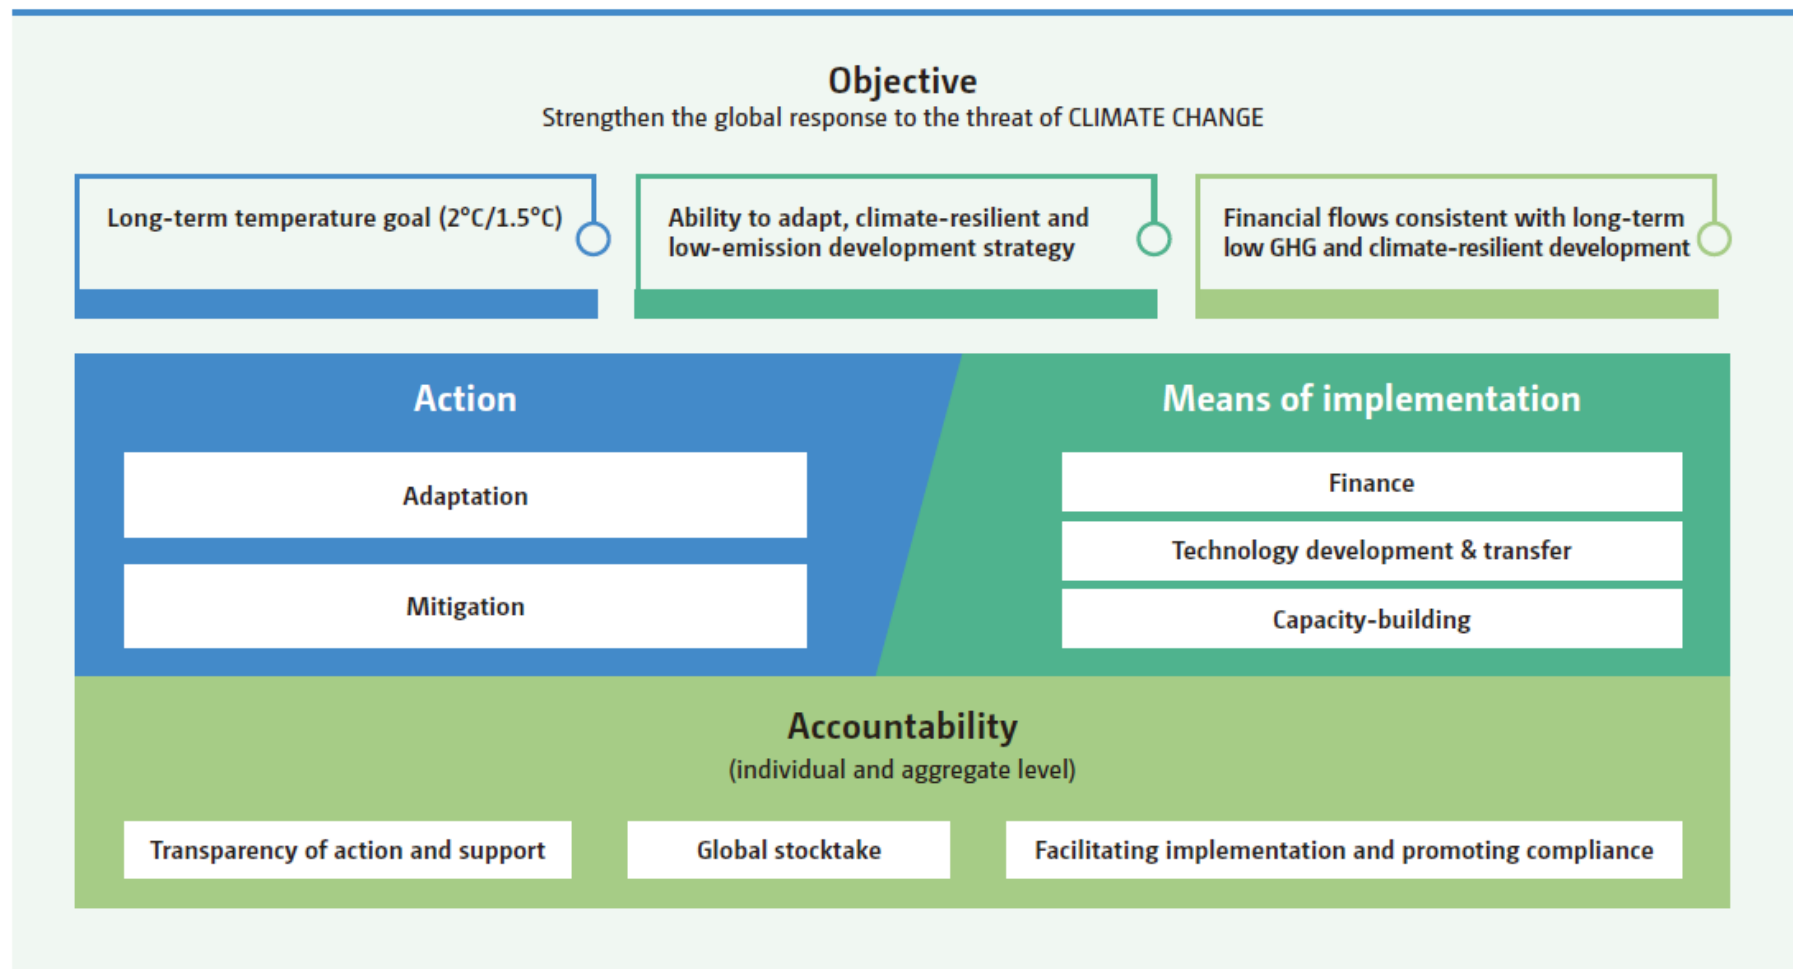 Objective
Strengthen the global response to the threat of CLIMATE CHANGE
Long-term temperature goal (2°C/1.5°C)
Ability to adapt, climate-resilient and
low-emission development strategy
Financial flows consistent with long-term
low GHG and climate-resilient development
Action
Adaptation
Mitigation
Means of implementation
Finance
Technology development & transfer
Capacity-building
Accountability
(individual and aggregate level)
Transparency of action and support
Global stocktake
Facilitating implementation and promoting compliance